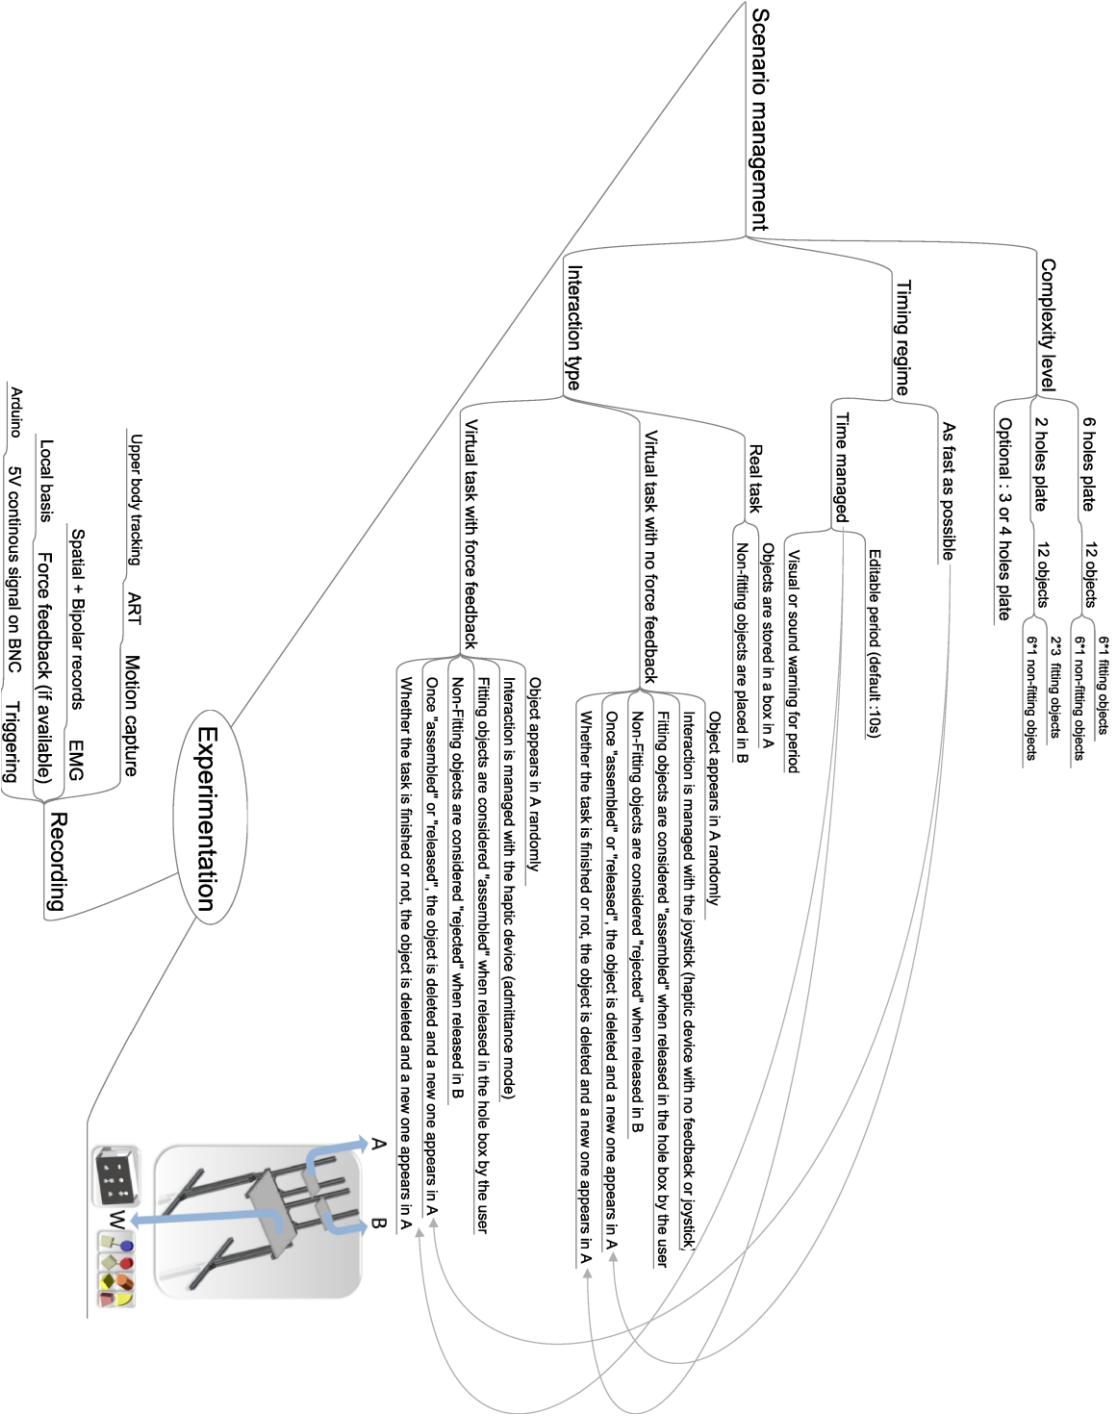 Scenario management
Complexity level
6 holes plate
12 objects
6*1 fitting objects
6*1 non-fitting objects
2 holes plate
12 objects
2*3 fitting objects
6*1 non-fitting objects
Optional : 3 or 4 holes plate
Timing regime
As fast as possible
Time managed
Editable period (default :10s)
Visual or sound warning for period
Interaction type
Real task
Objects are stored in a box in A
Non-fitting objects are placed in B
Virtual task with no force feedback
Object appears in A randomly
Interaction is managed with the joystick (haptic device with no feedback or joystick)
Fitting objects are considered "assembled" when released in the hole box by the user
Non-Fitting objects are considered "rejected" when released in B
Once "assembled" or "released", the object is deleted and a new one appears in A
Whether the task is finished or not, the object is deleted and a new one appears in A
Virtual task with force feedback
Object appears in A randomly
Interaction is managed with the haptic device (admittance mode)
Fitting objects are considered "assembled" when released in the hole box by the user
Non-Fitting objects are considered "rejected" when released in B
Once "assembled" or "released", the object is deleted and a new one appears in A
Whether the task is finished or not, the object is deleted and a new one appears in A
Experimentation
Recording
Motion capture
ART
Upper body tracking
EMG
Spatial + Bipolar records
Force feedback (if available)
Local basis
Triggering
5V continous signal on BNC
Arduino
A
B
W